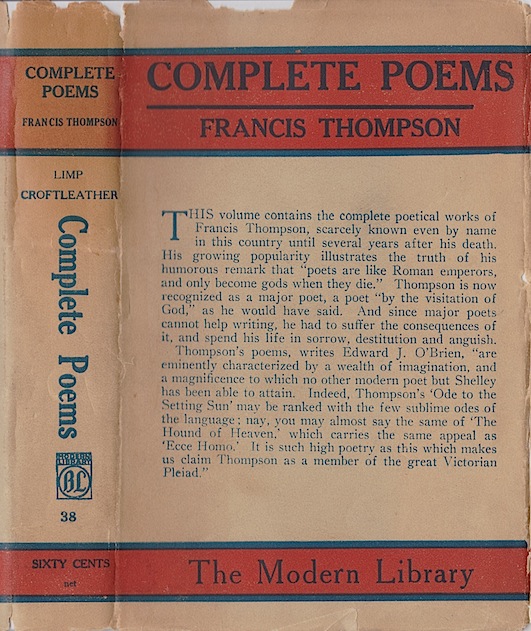 COMPLETE
POEMS
FRANCIS THOMPSON
LIMP
CROFTLEATHER
Complete Poems
MODERN
LIBRARY
BL
38
SIXTY CENTS
net
COMPLETE POEMS
FRANCIS THOMPSON
THIS volume contains the complete poetical works of
Francis Thompson, scarcely known even by name
in this country until several years after his death.
His growing popularity illustrates the truth of his
humorous remark that "poets are like Roman emperors,
and only become gods when they die." Thompson is now
recognized as a major poet, a poet "by the visitation of
God," as he would have said. And since major poets
cannot help writing, he had to suffer the consequences of
it, and spend his life in sorrow, destitution and anguish.
Thompson's poems, writes Edward J. O'Brien, "are
eminently characterized by a wealth of imagination, and
a magnificence to which no other modern poet but Shelley
has been able to attain. Indeed, Thompson's 'Ode to the
Setting Sun' may be ranked with the few sublime odes of
the language; nay, you may almost say the same of 'The
Hound of Heaven,' which carries the same appeal as
'Ecce Homo.' It is such high poetry as this which makes
us claim Thompson as a member of the great Victorian
Pleiad."
The Modern Library